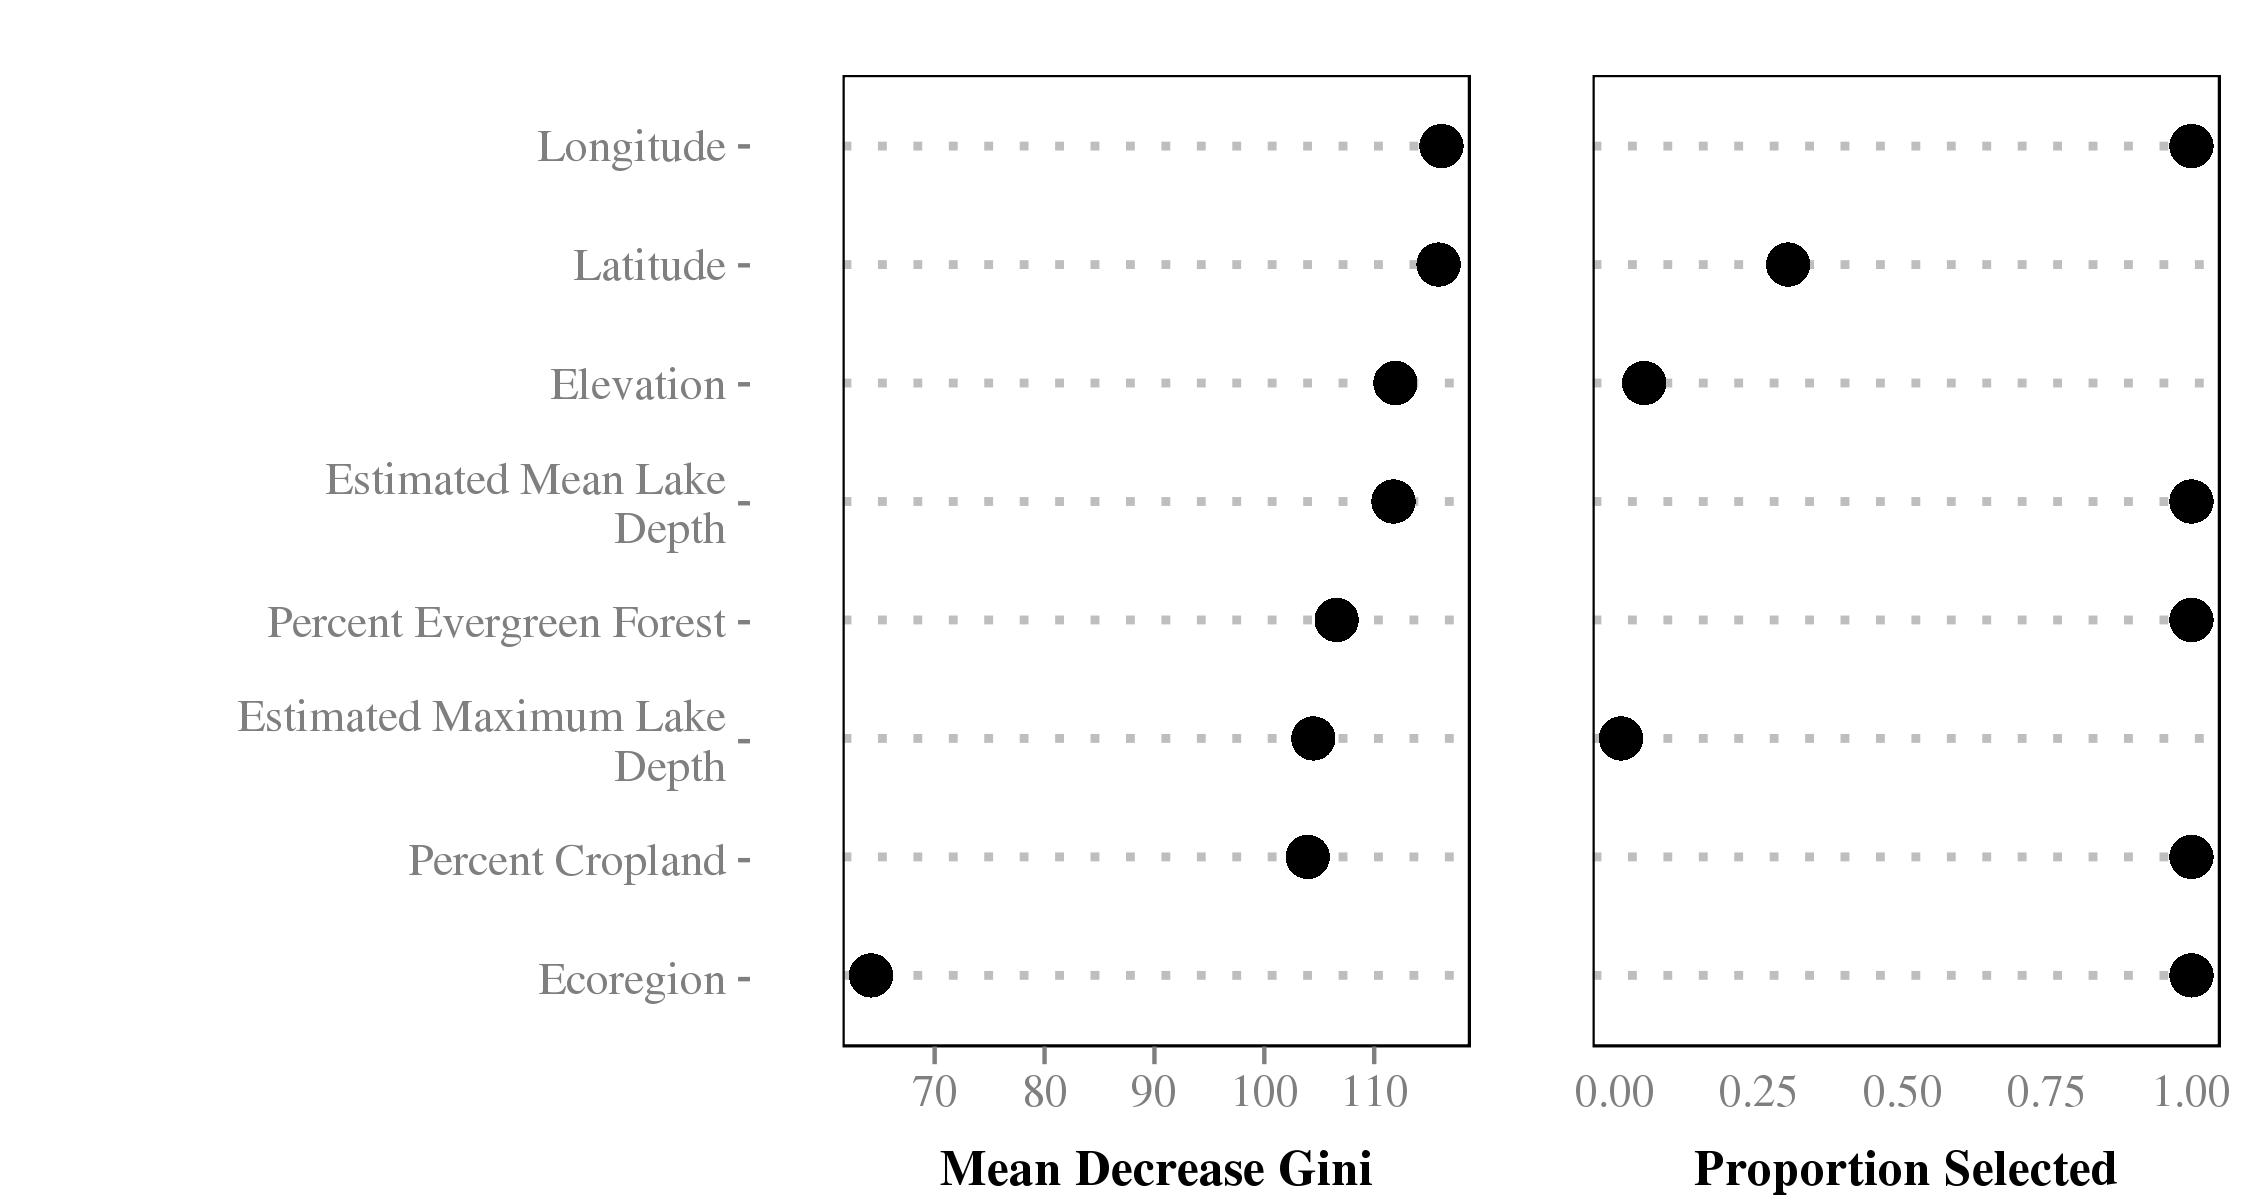 Longitude
Latitude
Elevation
Estimated Mean Lake
Depth
Percent Evergreen Forest
Estimated Maximum Lake
Depth
Percent Cropland
Ecoregion
70 80 90 100 110
0.00 0.25 0.50 0.75 1.00
Mean Decrease Gini
Proportion Selected